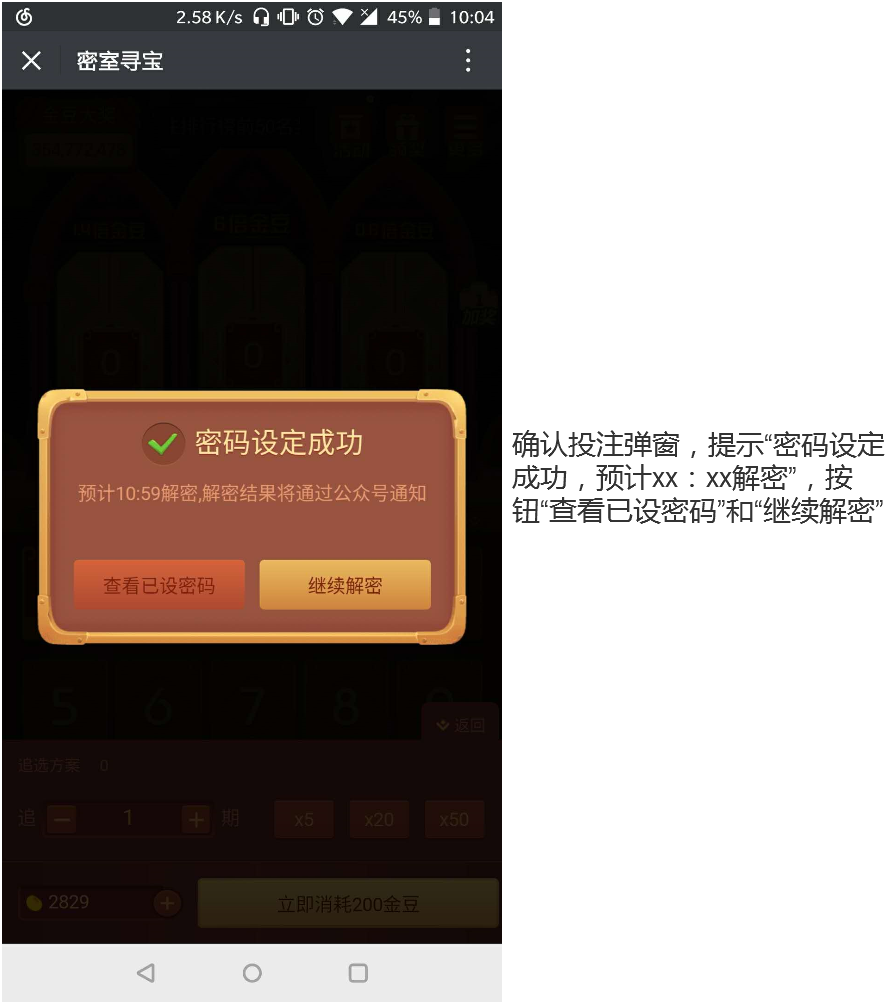 2.58 K/s 45% 10:04
密室寻宝
0 0 0
密码设定成功
预计10:59解密,解密结果将通过公众号通知
查看已设密码 继续解密
确认投注弹窗，提示“密码设定
成功，预计xx：xx解密”，按
钮“查看已设密码”和“继续解密”
5 6 7 8 9
返回
追选方案 0
追 1 期 x5 x20 x50
2829 立即消耗200金豆